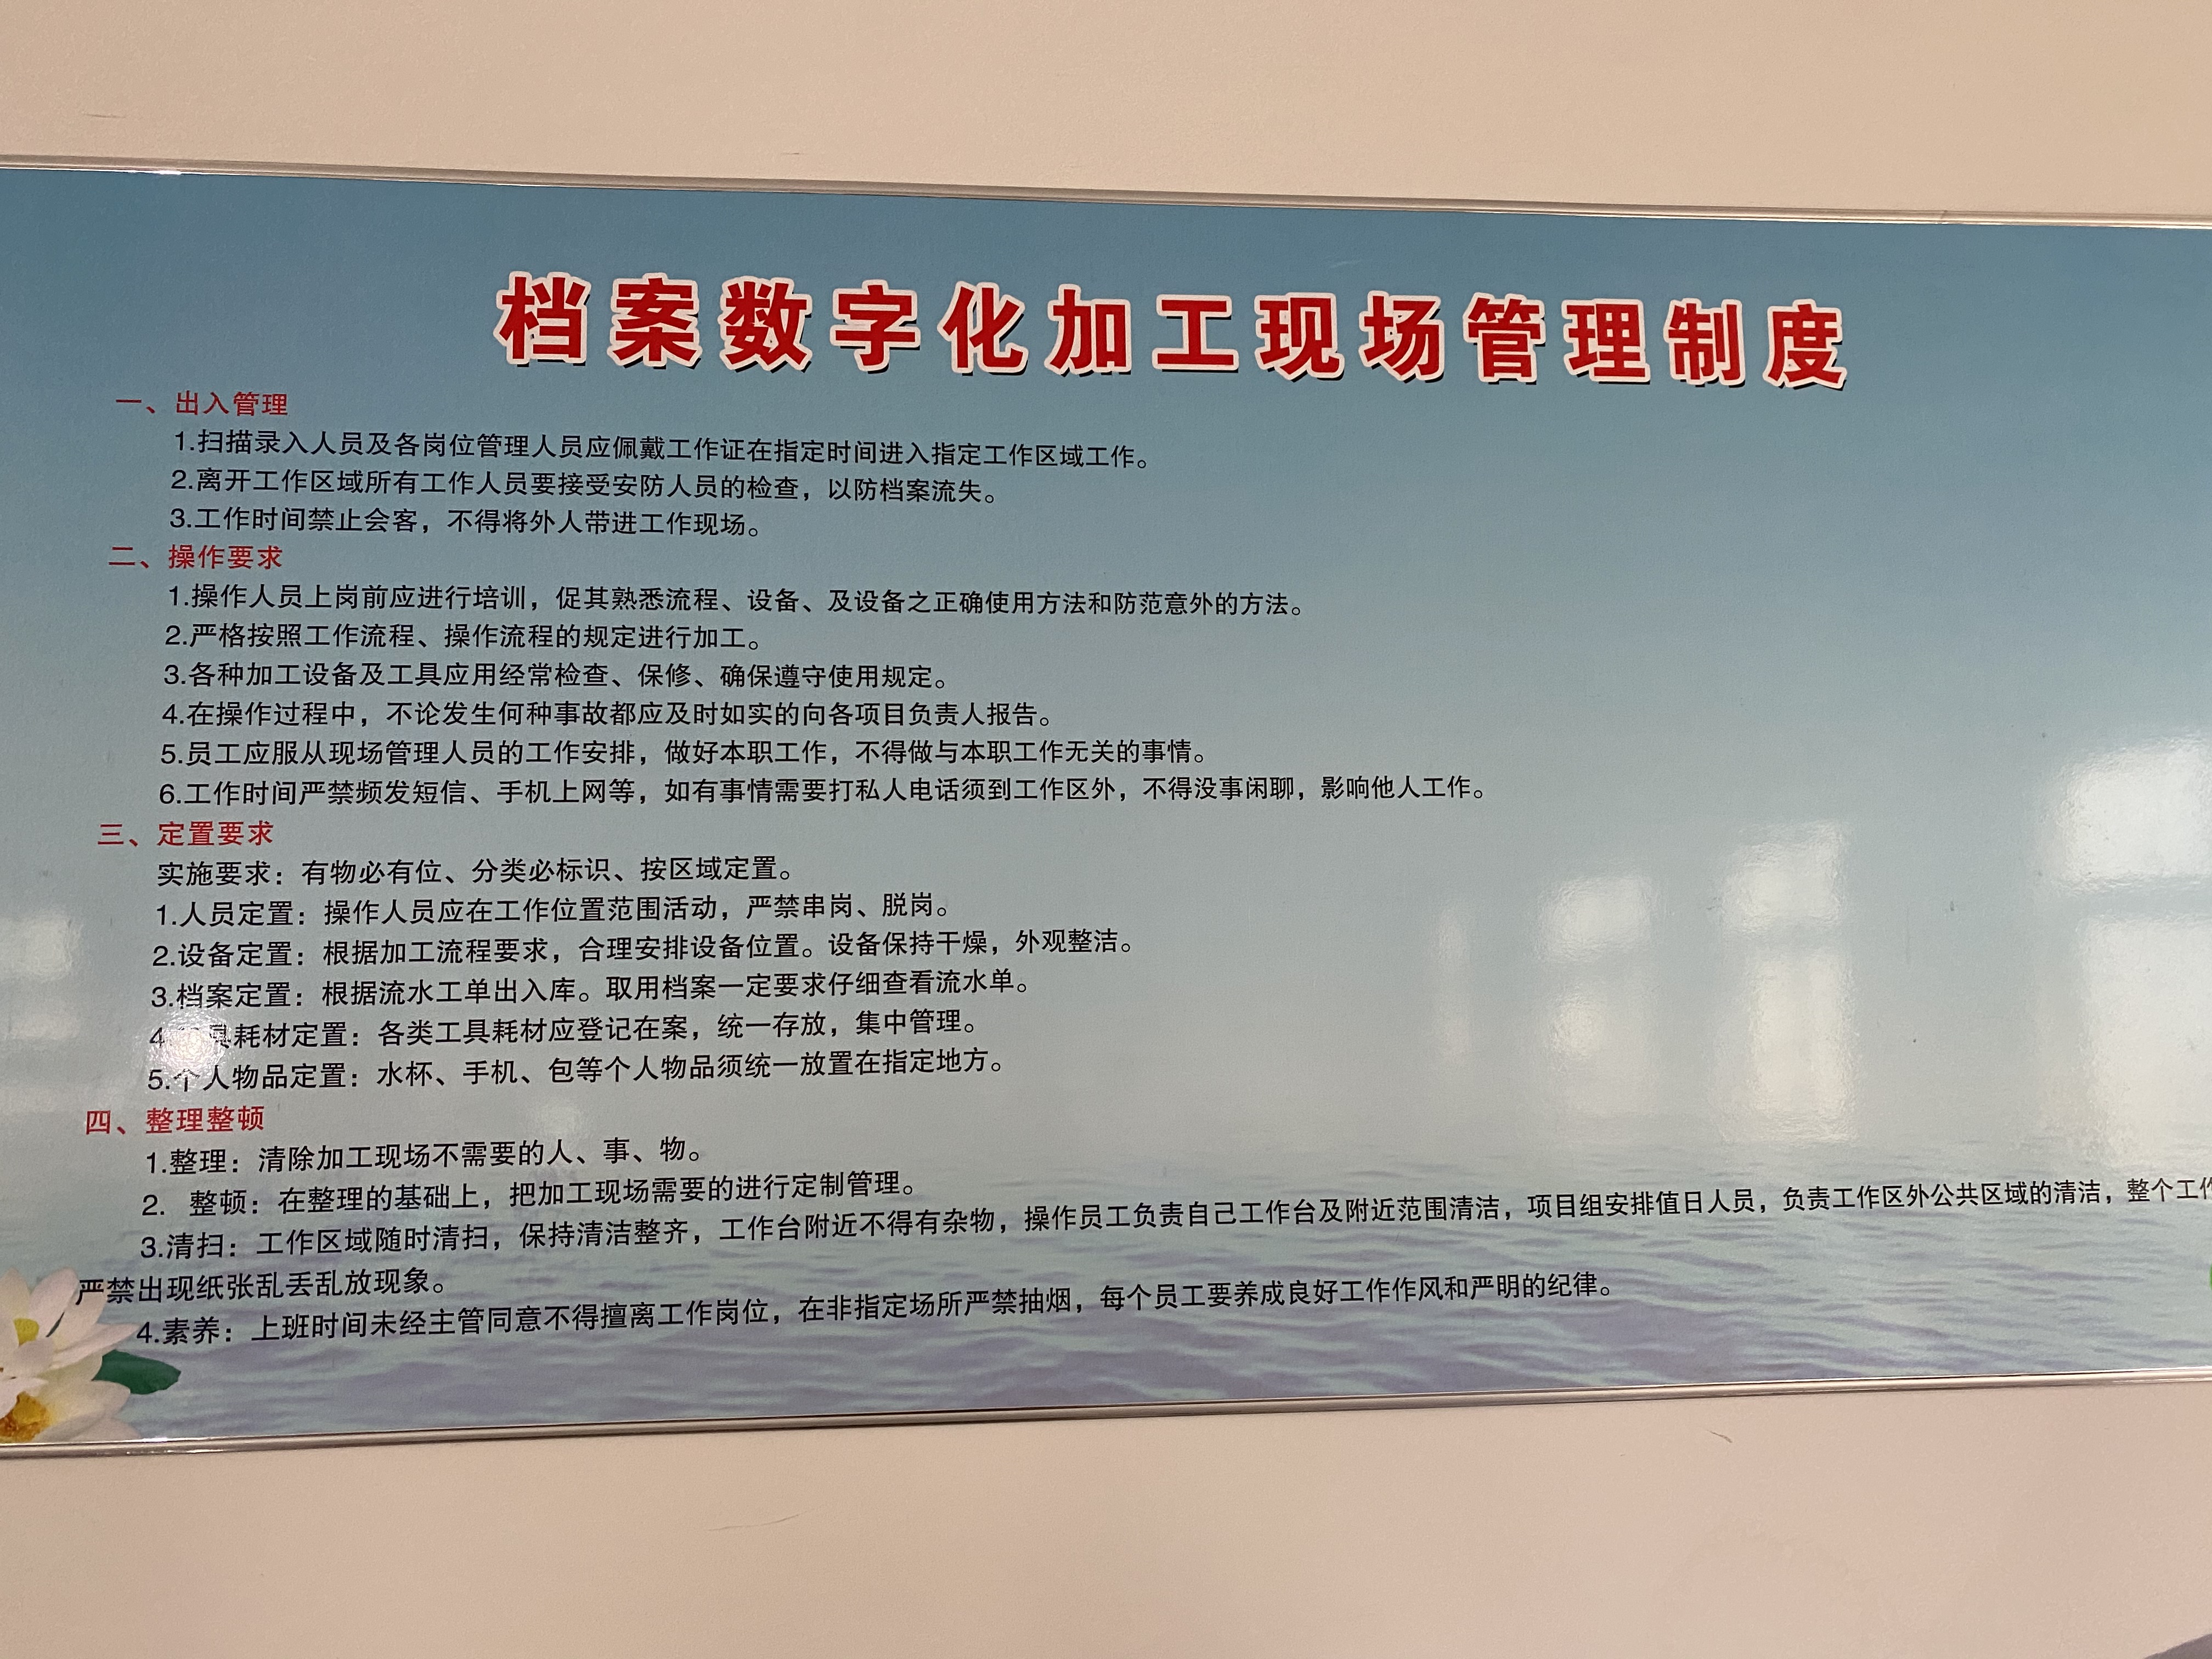 档案数字化加工现场管理制度
一、出入管理
1.扫描录入人员及各岗位管理人员应佩戴工作证在指定时间进入指定工作区域工作。
2.离开工作区域所有工作人员要接受安防人员的检查，以防档案流失。
3.工作时间禁止会客，不得将外人带进工作现场。
二、操作要求
1.操作人员上岗前应进行培训，促其熟悉流程、设备、及设备之正确使用方法和防范意外的方法。
2.严格按照工作流程、操作流程的规定进行加工。
3.各种加工设备及工具应用经常检查、保修、确保遵守使用规定。
4.在操作过程中，不论发生何种事故都应及时如实的向各项目负责人报告。
5.员工应服从现场管理人员的工作安排，做好本职工作，不得做与本职工作无关的事情。
6.工作时间严禁频发短信、手机上网等，如有事情需要打私人电话须到工作区外，不得没事闲聊，影响他人工作。
三、定置要求
实施要求：有物必有位、分类必标识、按区域定置。
1.人员定置：操作人员应在工作位置范围活动，严禁串岗、脱岗。
2.设备定置：根据加工流程要求，合理安排设备位置。设备保持干燥，外观整洁。
3.档案定置：根据流水工单出入库。取用档案一定要求仔细查看流水单。
4.具耗材定置：各类工具耗材应登记在案，统一存放，集中管理。
5.个人物品定置：水杯、手机、包等个人物品须统一放置在指定地方。
四、整理整顿
1.整理：清除加工现场不需要的人、事、物。
2. 整顿：在整理的基础上，把加工现场需要的进行定制管理。
3.清扫：工作区域随时清扫，保持清洁整齐，工作台附近不得有杂物，操作员工负责自己工作台及附近范围清洁，项目组安排值日人员，负责工作区外公共区域的清洁，整个工作
严禁出现纸张乱丢乱放现象。
4.素养：上班时间未经主管同意不得擅离工作岗位，在非指定场所严禁抽烟，每个员工要养成良好工作作风和严明的纪律。